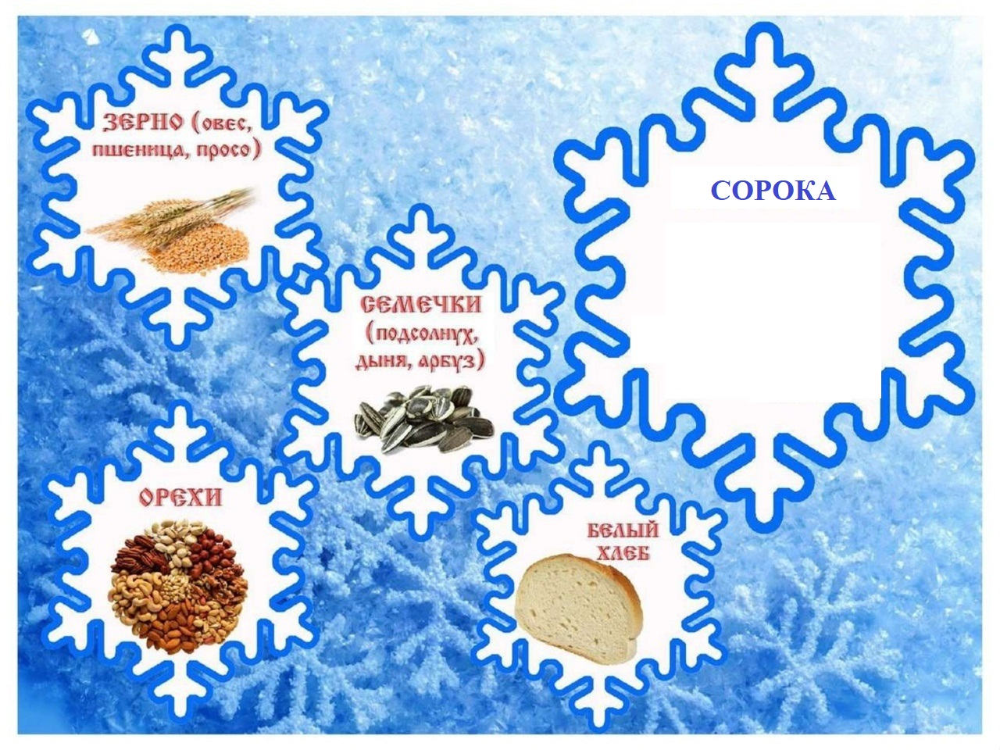 ЗЕРНО (овес,
пшеница, просо)
СОРОКА
СЕМЕЧКИ
(подсолнух,
дыня, арбуз)
ОРЕХИ
БЕЛЫЙ
ХЛЕБ